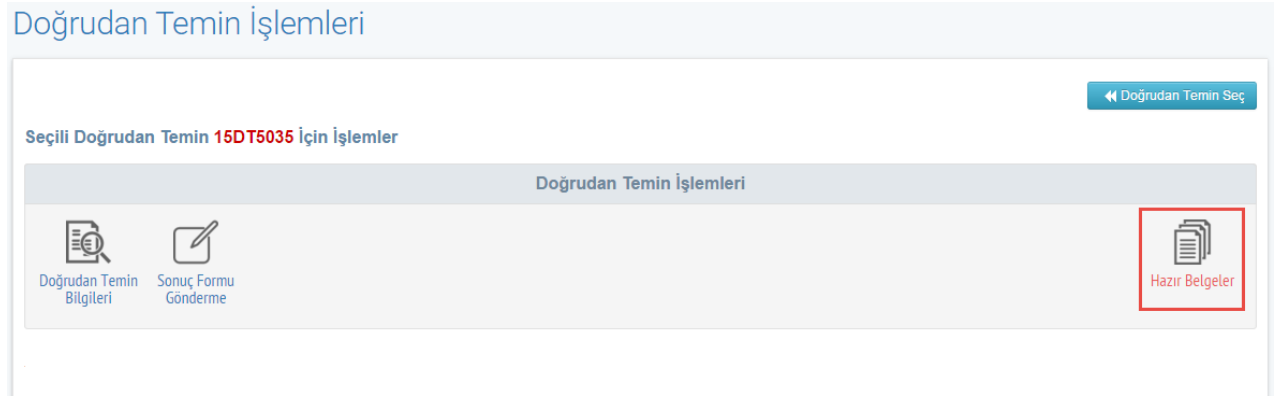 Doğrudan Temin İşlemleri
Doğrudan Temin Seç
Seçili Doğrudan Temin 15DT5035 İçin İşlemler
Doğrudan Temin İşlemleri
Doğrudan Temin
Bilgileri
Sonuç Formu
Gönderme
Hazır Belgeler